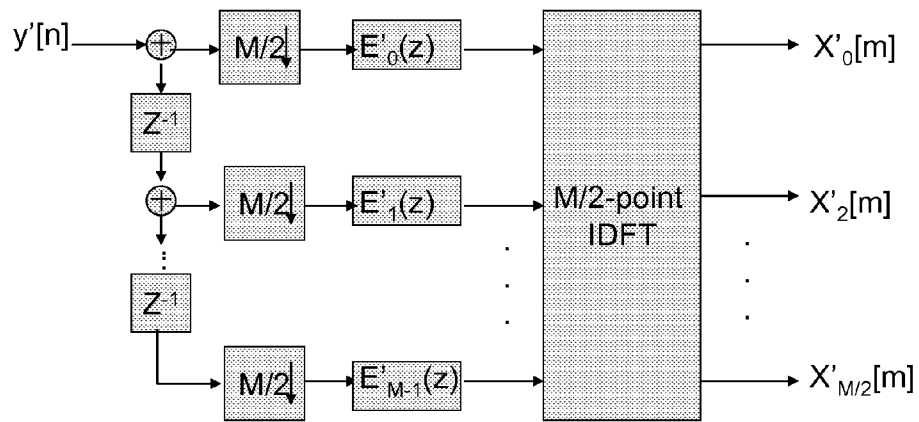 y'[n] M/2 E'₀(z) X'₀[m]
Z⁻¹
M/2 E'₁(z) M/2-point IDFT X'₂[m]
Z⁻¹
M/2 E'M-1(z) X'M/2[m]